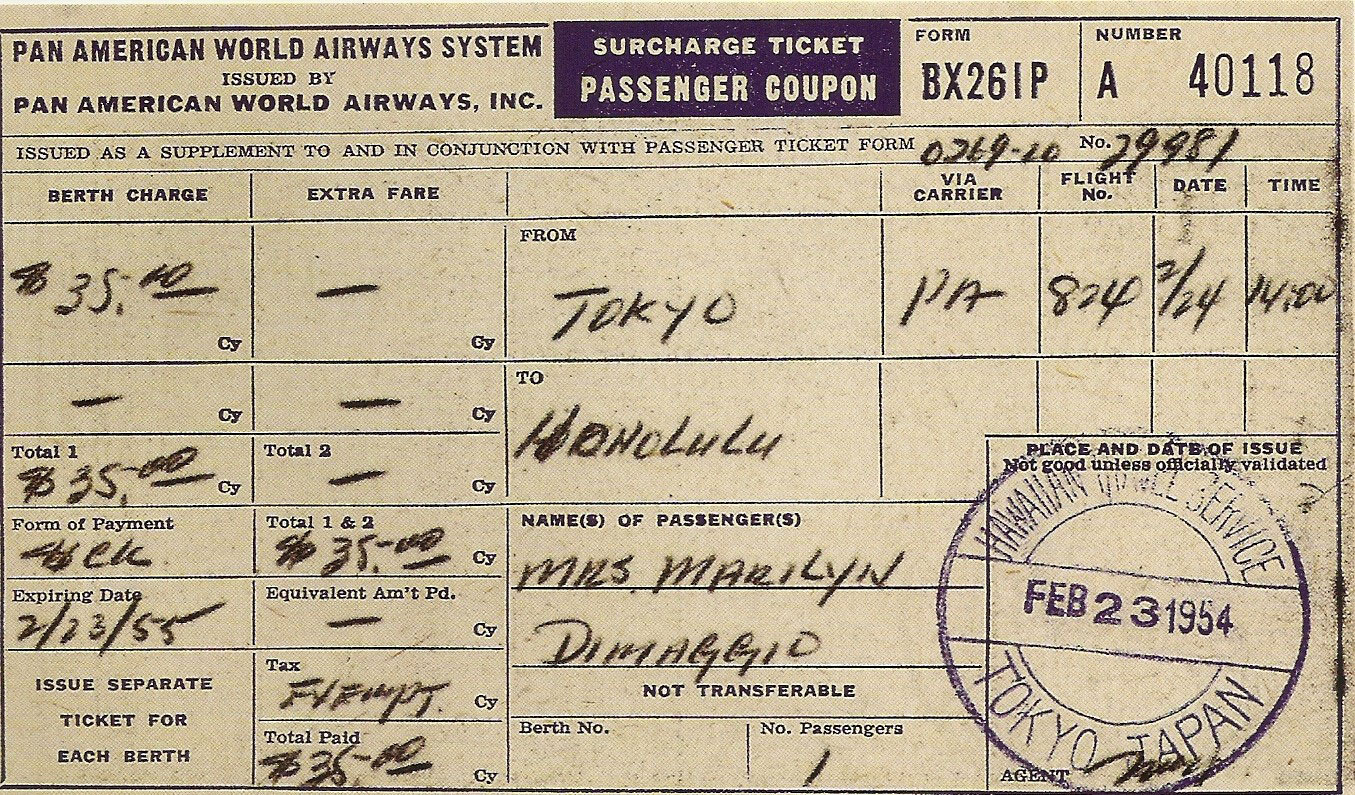 PAN AMERICAN WORLD AIRWAYS SYSTEM
ISSUED BY
PAN AMERICAN WORLD AIRWAYS, INC.
SURCHARGE TICKET
PASSENGER COUPON
FORM
BX261P
NUMBER
A 40118
ISSUED AS A SUPPLEMENT TO AND IN CONJUNCTION WITH PASSENGER TICKET FORM 0269-10 No. 29981
BERTH CHARGE
EXTRA FARE
VIA CARRIER
FLIGHT No.
DATE
TIME
$35.00 Cy
— Cy
FROM
TOKYO
PA
824
2/24
14:00
— Cy
— Cy
TO
HONOLULU
Total 1
$35.00 Cy
Total 2
— Cy
PLACE AND DATE OF ISSUE
Not good unless officially validated
Form of Payment
CK
Total 1 & 2
$35.00 Cy
NAME(S) OF PASSENGER(S)
MRS. MARILYN
DIMAGGIO
Expiring Date
2/23/55
Equivalent Am't Pd.
— Cy
HAWAIIAN SERVICE
FEB 23 1954
TOKYO JAPAN
ISSUE SEPARATE
TICKET FOR
EACH BERTH
Tax
EXEMPT. Cy
NOT TRANSFERABLE
Total Paid
$35.00 Cy
Berth No.
No. Passengers
1
AGENT